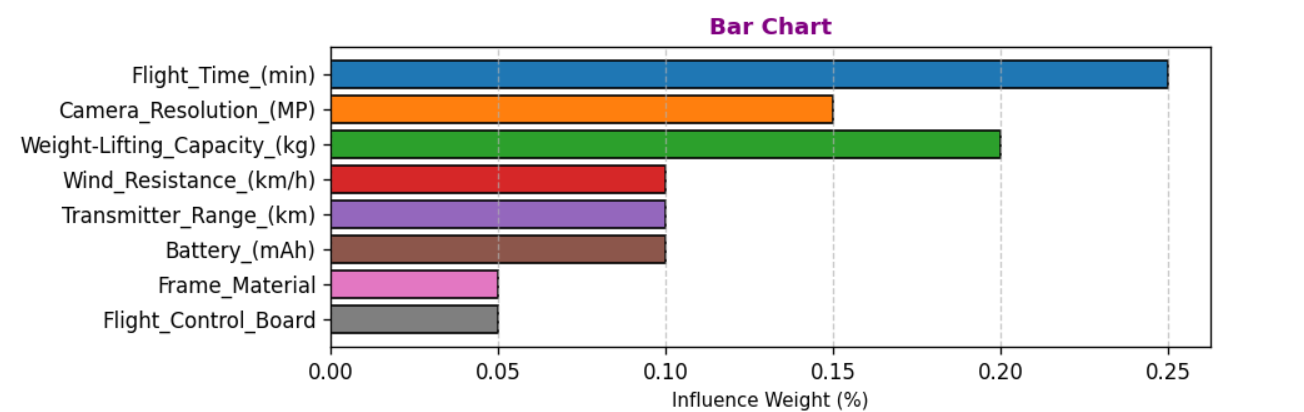 Bar Chart
Flight_Time_(min)
Camera_Resolution_(MP)
Weight-Lifting_Capacity_(kg)
Wind_Resistance_(km/h)
Transmitter_Range_(km)
Battery_(mAh)
Frame_Material
Flight_Control_Board
0.00 0.05 0.10 0.15 0.20 0.25
Influence Weight (%)